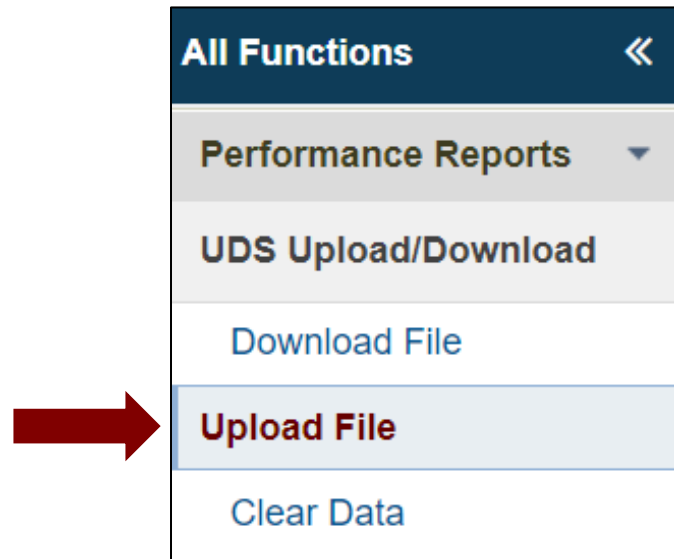 All Functions
Performance Reports
UDS Upload/Download
Download File
Upload File
Clear Data